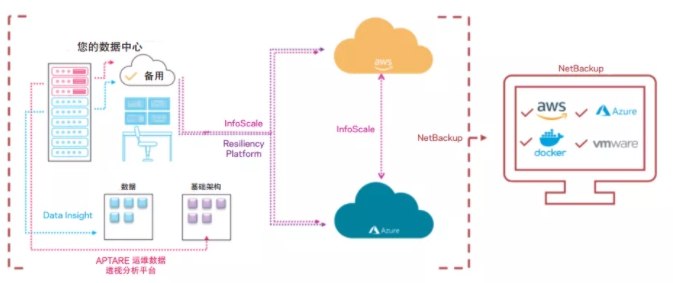 您的数据中心
备用
aws
NetBackup
aws
Azure
docker
vmware
InfoScale
Resiliency
Platform
InfoScale
NetBackup
数据
基础架构
Data Insight
Azure
APTARE 运维数据
透视分析平台